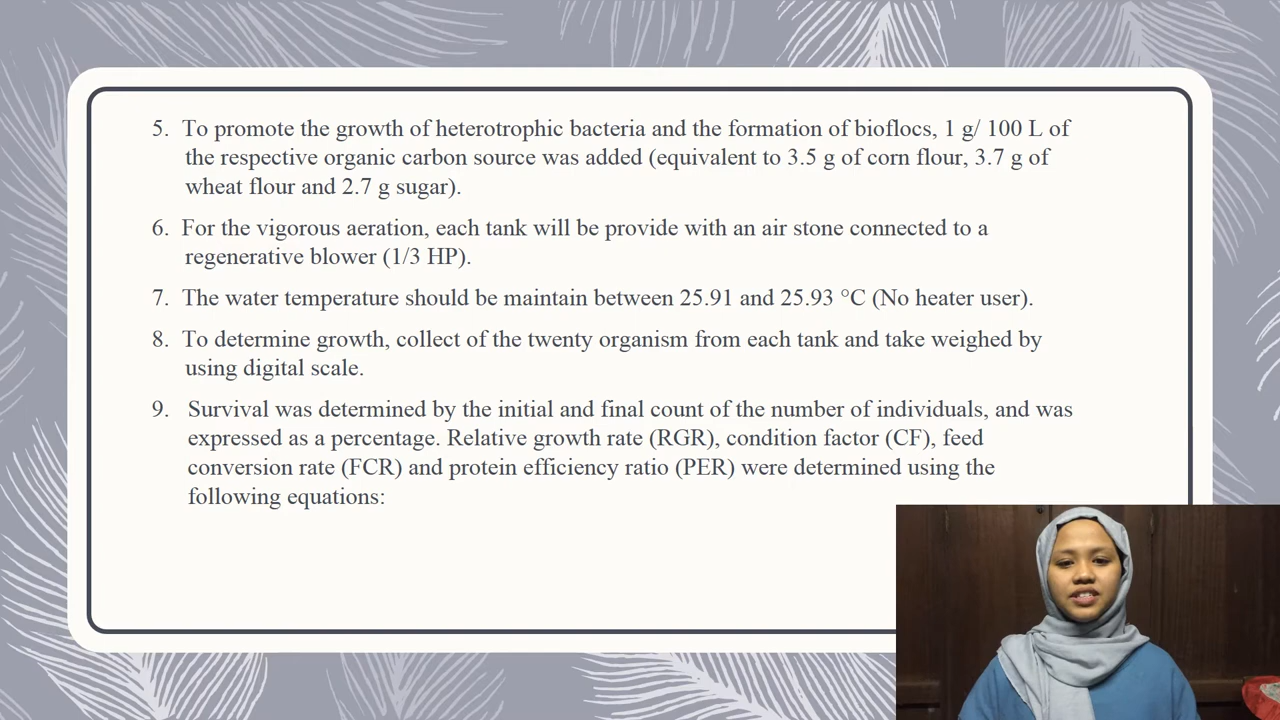 5. To promote the growth of heterotrophic bacteria and the formation of bioflocs, 1 g/ 100 L of
the respective organic carbon source was added (equivalent to 3.5 g of corn flour, 3.7 g of
wheat flour and 2.7 g sugar).
6. For the vigorous aeration, each tank will be provide with an air stone connected to a
regenerative blower (1/3 HP).
7. The water temperature should be maintain between 25.91 and 25.93 °C (No heater user).
8. To determine growth, collect of the twenty organism from each tank and take weighed by
using digital scale.
9. Survival was determined by the initial and final count of the number of individuals, and was
expressed as a percentage. Relative growth rate (RGR), condition factor (CF), feed
conversion rate (FCR) and protein efficiency ratio (PER) were determined using the
following equations: